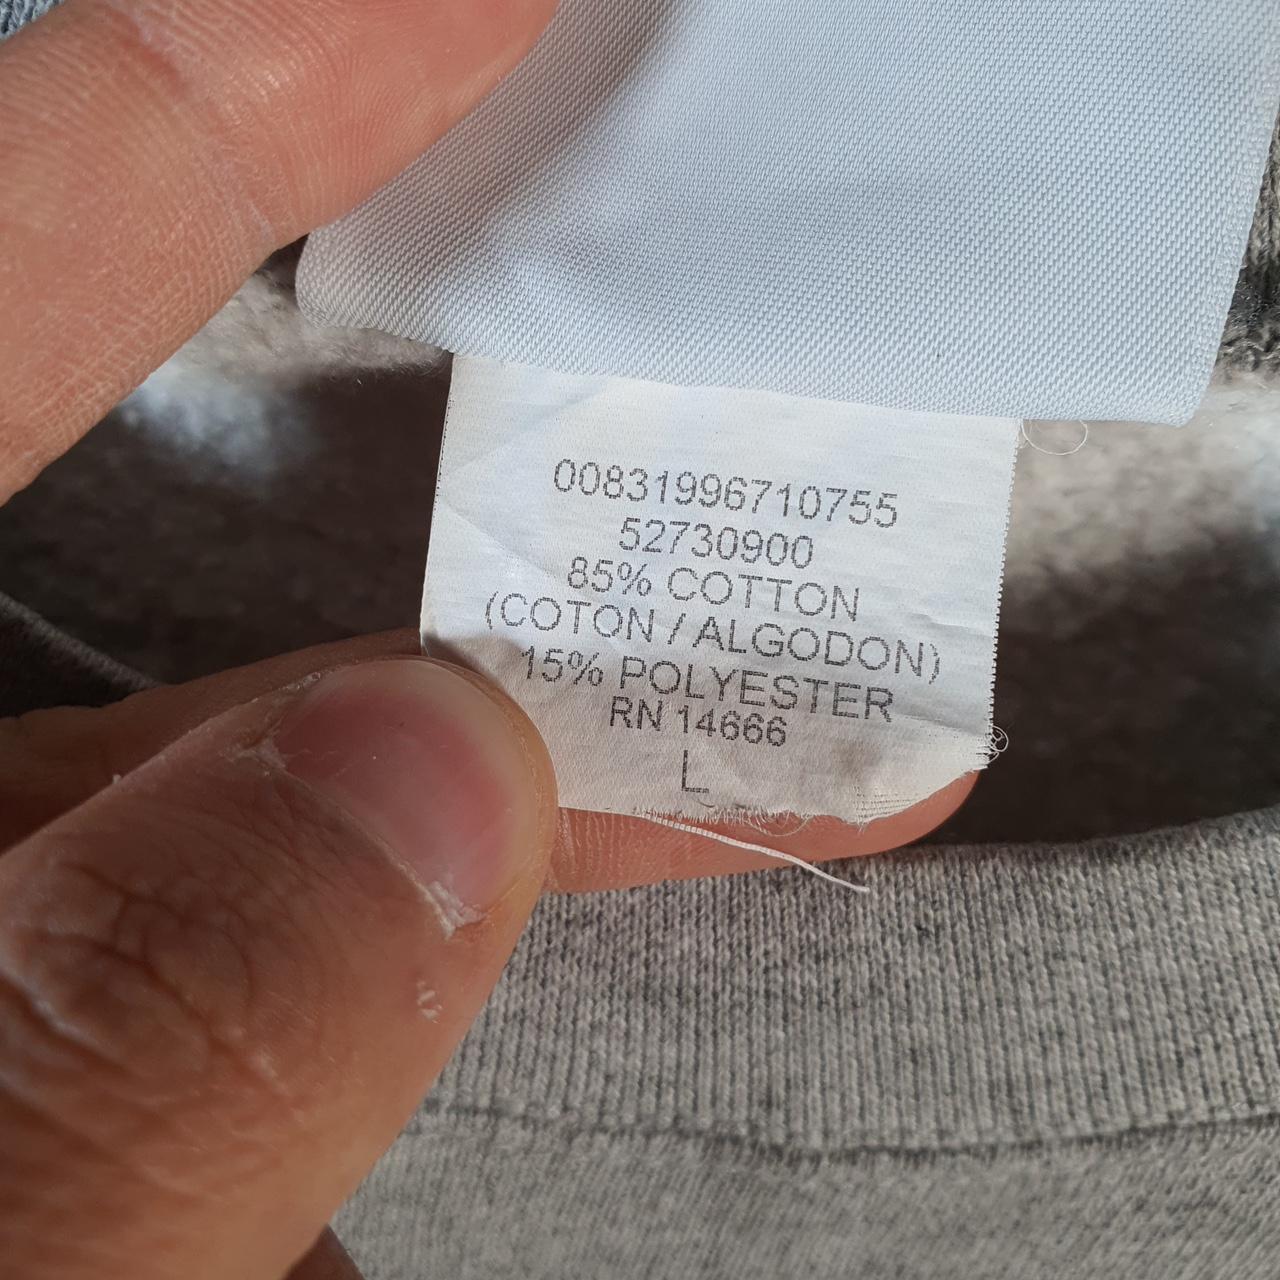 00831996710755
52730900
85% COTTON
(COTON / ALGODON)
15% POLYESTER
RN 14666
L